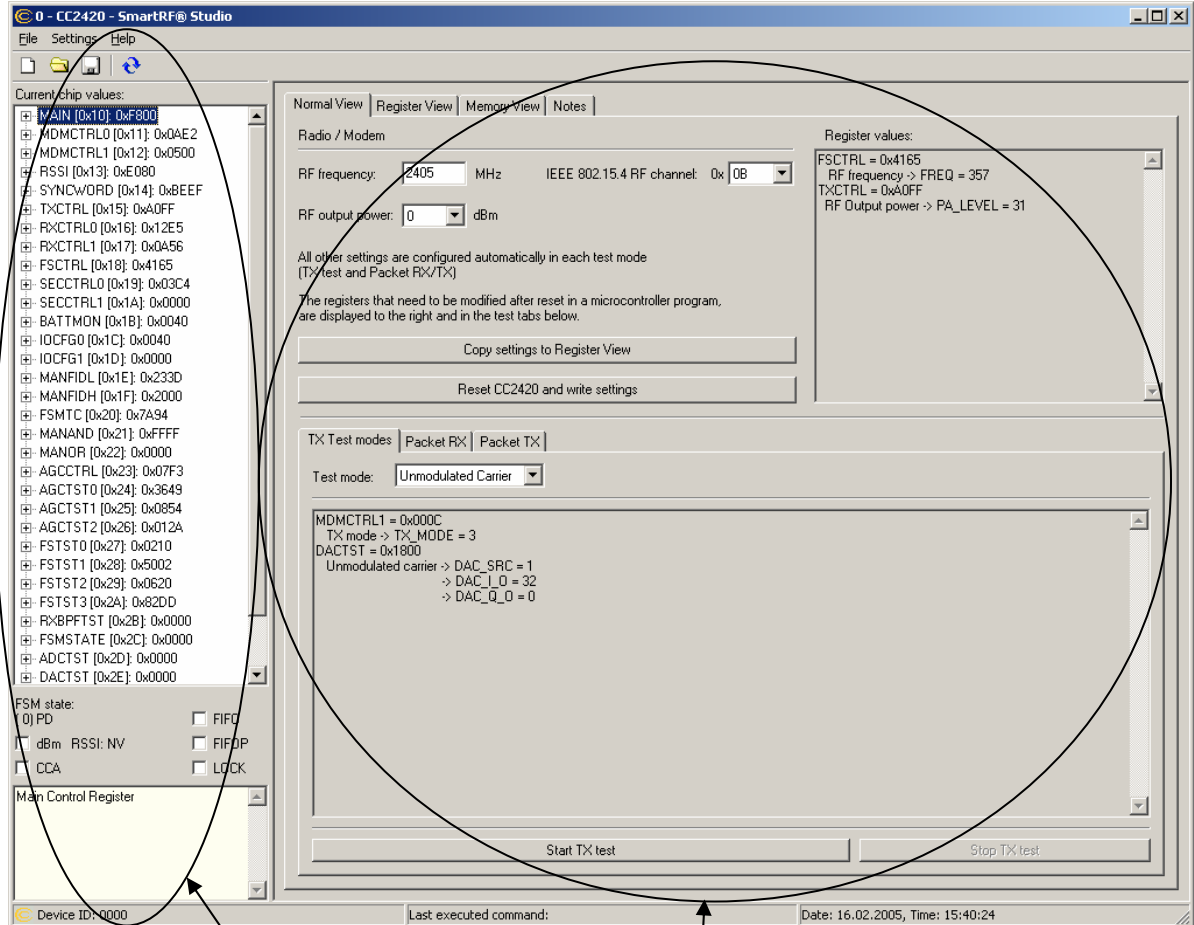 0 - CC2420 - SmartRF® Studio
File Settings Help
Current chip values:
MAIN [0x10]: 0xF800
MDMCTRL0 [0x11]: 0x0AE2
MDMCTRL1 [0x12]: 0x0500
RSSI [0x13]: 0xE080
SYNCWORD [0x14]: 0xBEEF
TXCTRL [0x15]: 0xA0FF
RXCTRL0 [0x16]: 0x12E5
RXCTRL1 [0x17]: 0x0A56
FSCTRL [0x18]: 0x4165
SECCTRL0 [0x19]: 0x03C4
SECCTRL1 [0x1A]: 0x0000
BATTMON [0x1B]: 0x0040
IOCFG0 [0x1C]: 0x0040
IOCFG1 [0x1D]: 0x0000
MANFIDL [0x1E]: 0x233D
MANFIDH [0x1F]: 0x2000
FSMTC [0x20]: 0x7A94
MANAND [0x21]: 0xFFFF
MANOR [0x22]: 0x0000
AGCCTRL [0x23]: 0x07F3
AGCTST0 [0x24]: 0x3649
AGCTST1 [0x25]: 0x0854
AGCTST2 [0x26]: 0x012A
FSTST0 [0x27]: 0x0210
FSTST1 [0x28]: 0x5002
FSTST2 [0x29]: 0x0620
FSTST3 [0x2A]: 0x82DD
RXBPFTST [0x2B]: 0x0000
FSMSTATE [0x2C]: 0x0000
ADCTST [0x2D]: 0x0000
DACTST [0x2E]: 0x0000
FSM state:
( 0) PD FIFO
dBm RSSI: NV FIFOP
CCA LOCK
Main Control Register
Normal View Register View Memory View Notes
Radio / Modem
RF frequency: 2405 MHz IEEE 802.15.4 RF channel: 0x 0B
RF output power: 0 dBm
All other settings are configured automatically in each test mode
(TX test and Packet RX/TX)
The registers that need to be modified after reset in a microcontroller program,
are displayed to the right and in the test tabs below.
Copy settings to Register View
Reset CC2420 and write settings
Register values:
FSCTRL = 0x4165
RF frequency -> FREQ = 357
TXCTRL = 0xA0FF
RF Output power -> PA_LEVEL = 31
TX Test modes Packet RX Packet TX
Test mode: Unmodulated Carrier
MDMCTRL1 = 0x000C
TX mode -> TX_MODE = 3
DACTST = 0x1800
Unmodulated carrier -> DAC_SRC = 1
-> DAC_I_O = 32
-> DAC_Q_O = 0
Start TX test Stop TX test
Device ID: 0000 Last executed command: Date: 16.02.2005, Time: 15:40:24